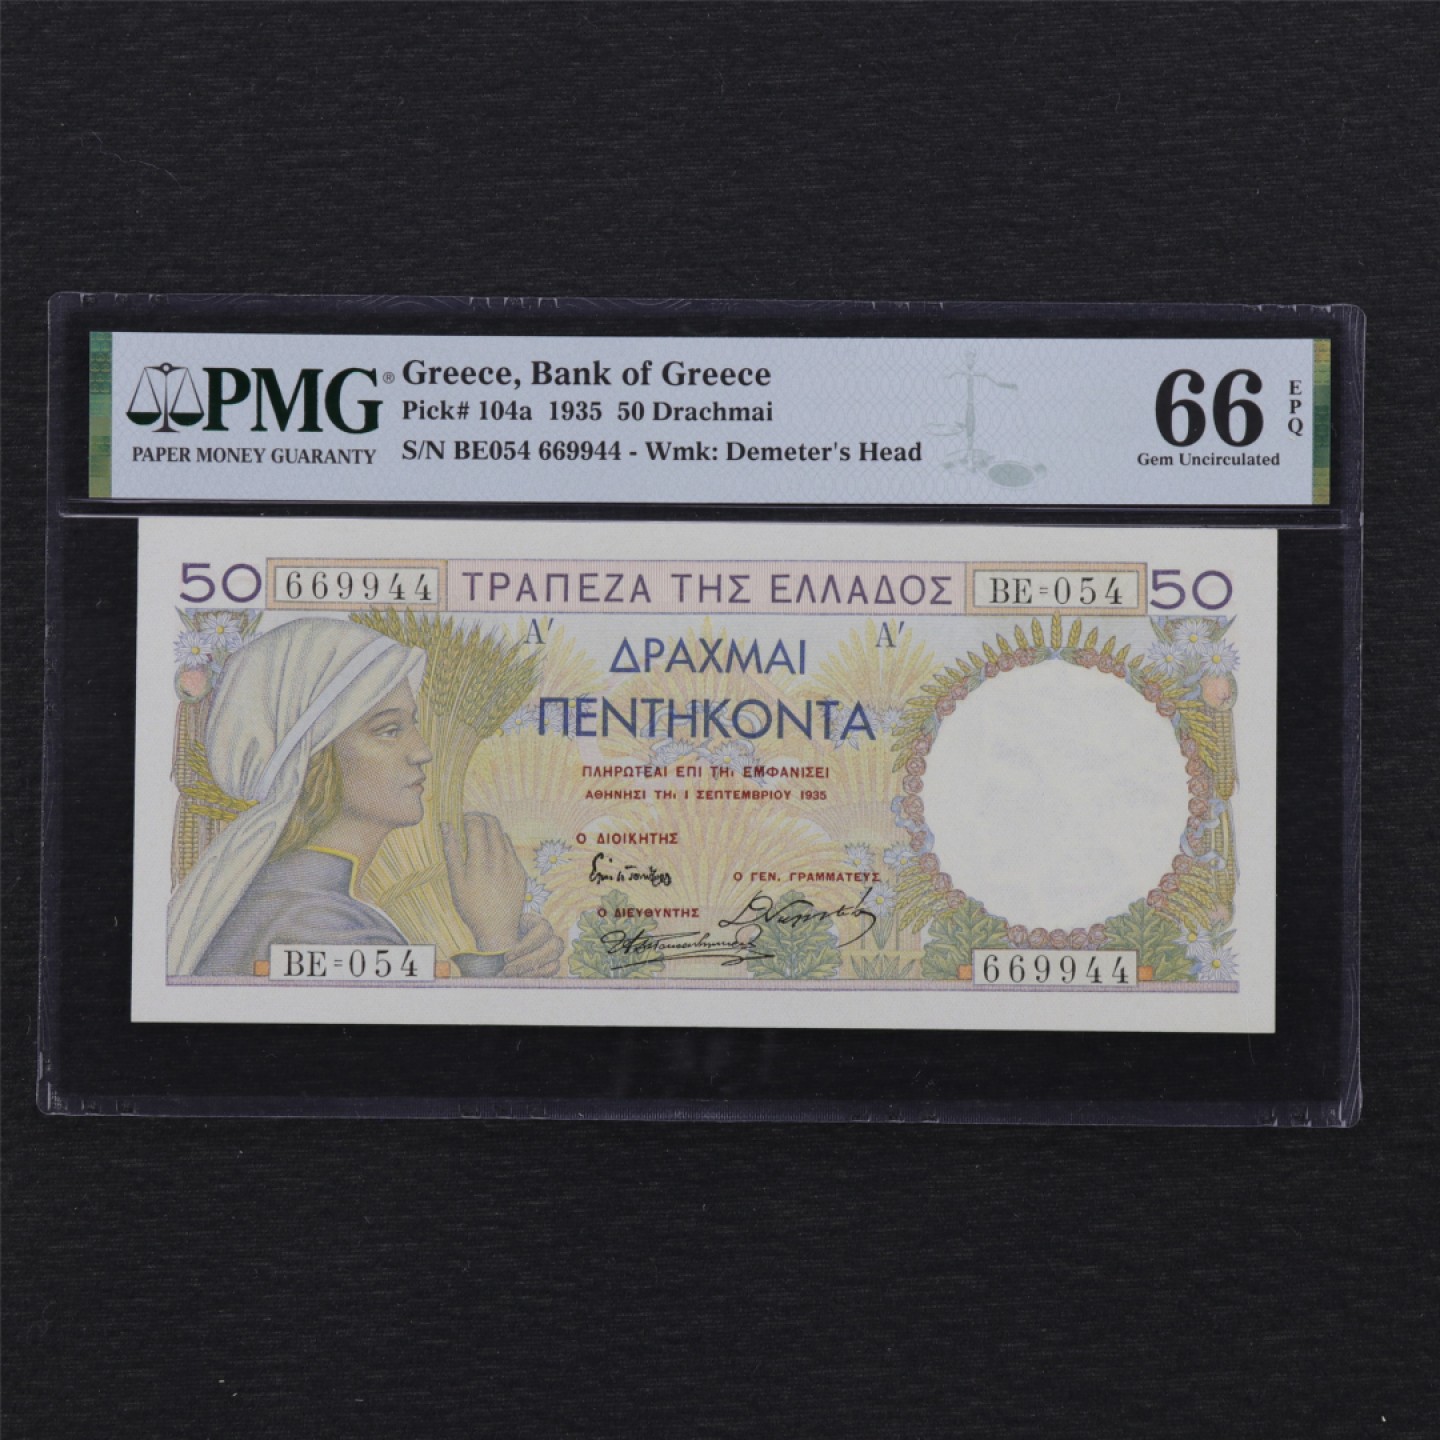 PMG®
PAPER MONEY GUARANTY
Greece, Bank of Greece
Pick# 104a 1935 50 Drachmai
S/N BE054 669944 - Wmk: Demeter's Head
66
EPQ
Gem Uncirculated
50 669944 ΤΡΑΠΕΖΑ ΤΗΣ ΕΛΛΑΔΟΣ BE=054 50
Α′ Α′
ΔΡΑΧΜΑΙ
ΠΕΝΤΗΚΟΝΤΑ
ΠΛΗΡΩΤΕΑΙ ΕΠΙ ΤΗι ΕΜΦΑΝΙΣΕΙ
ΑΘΗΝΗΣΙ ΤΗι 1 ΣΕΠΤΕΜΒΡΙΟΥ 1935
Ο ΔΙΟΙΚΗΤΗΣ
Ο ΓΕΝ. ΓΡΑΜΜΑΤΕΥΣ
Ο ΔΙΕΥΘΥΝΤΗΣ
BE=054 669944